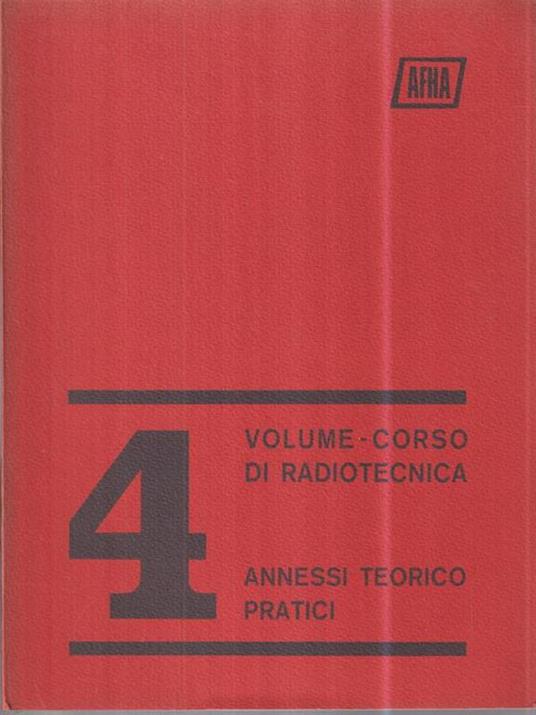 AFHA
4
VOLUME - CORSO
DI RADIOTECNICA
ANNESSI TEORICO
PRATICI